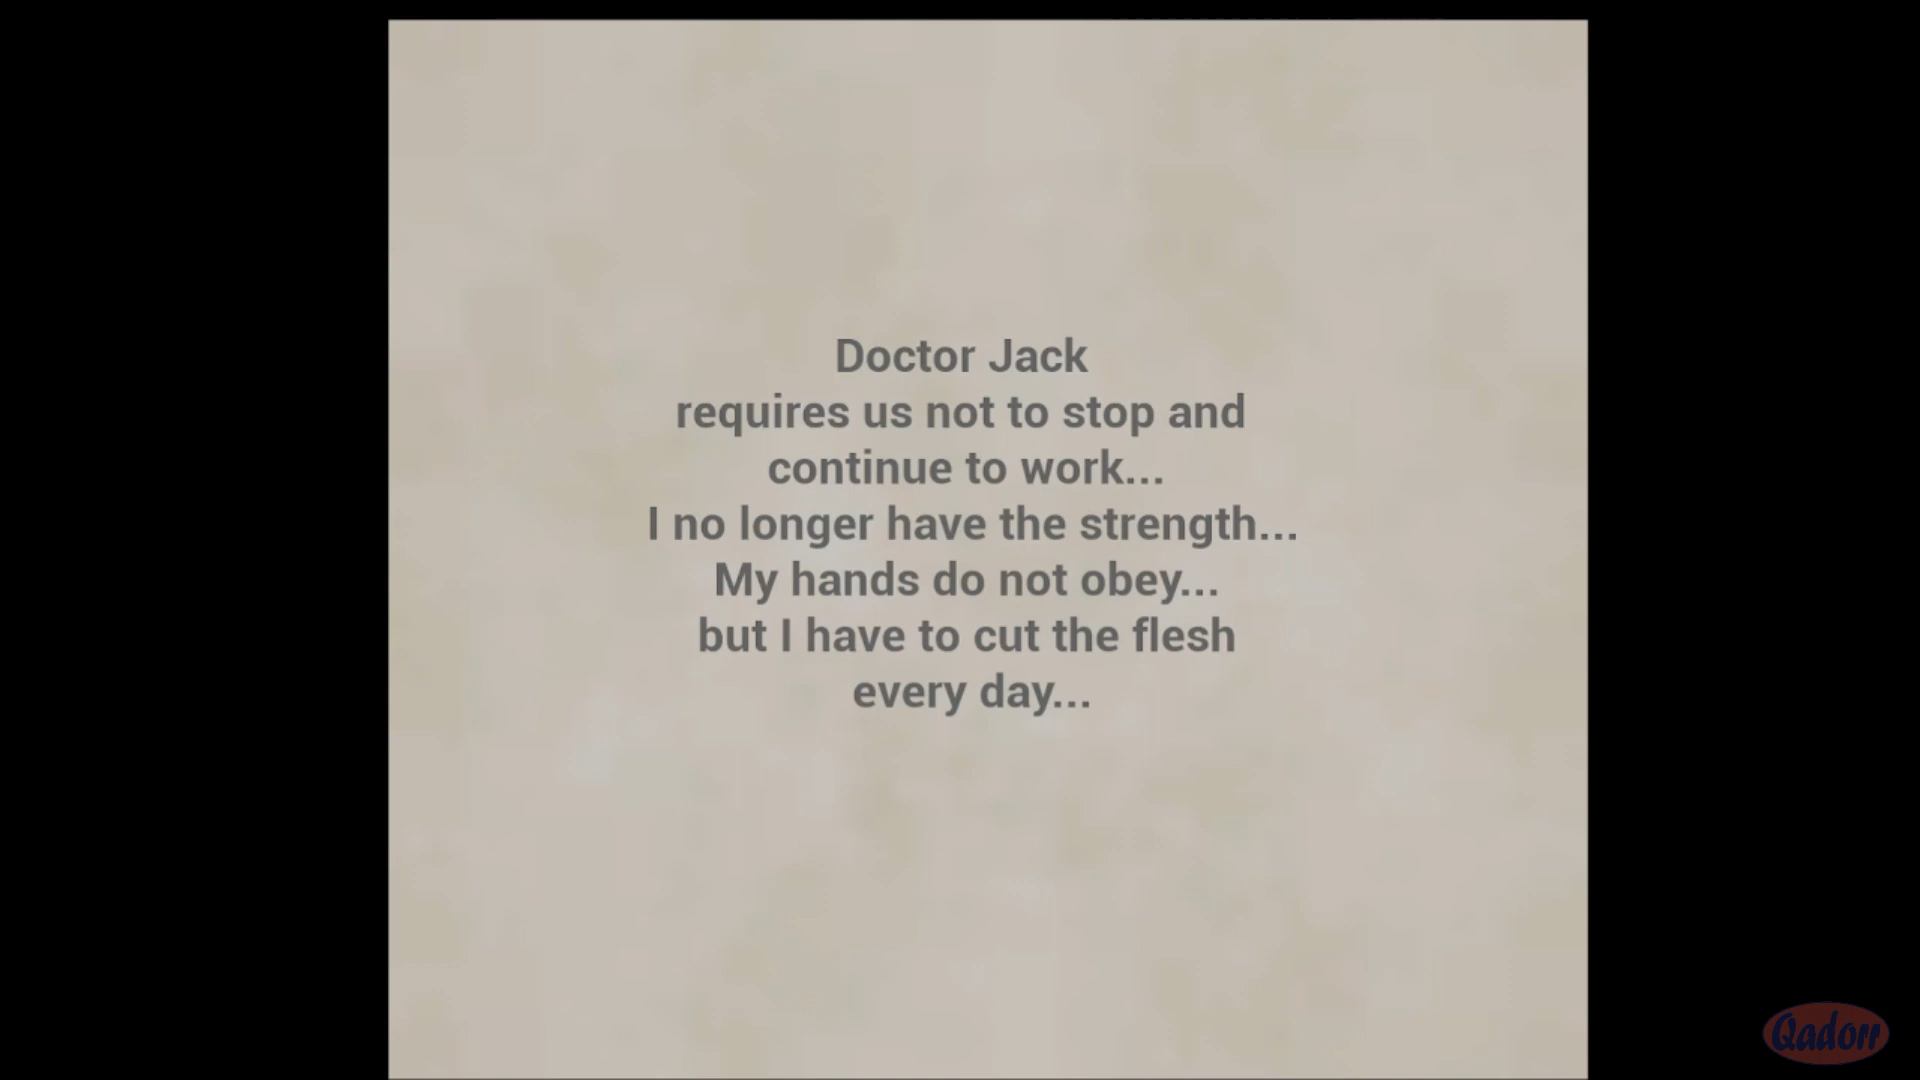 Doctor Jack
requires us not to stop and
continue to work...
I no longer have the strength...
My hands do not obey...
but I have to cut the flesh
every day...
Qadorr